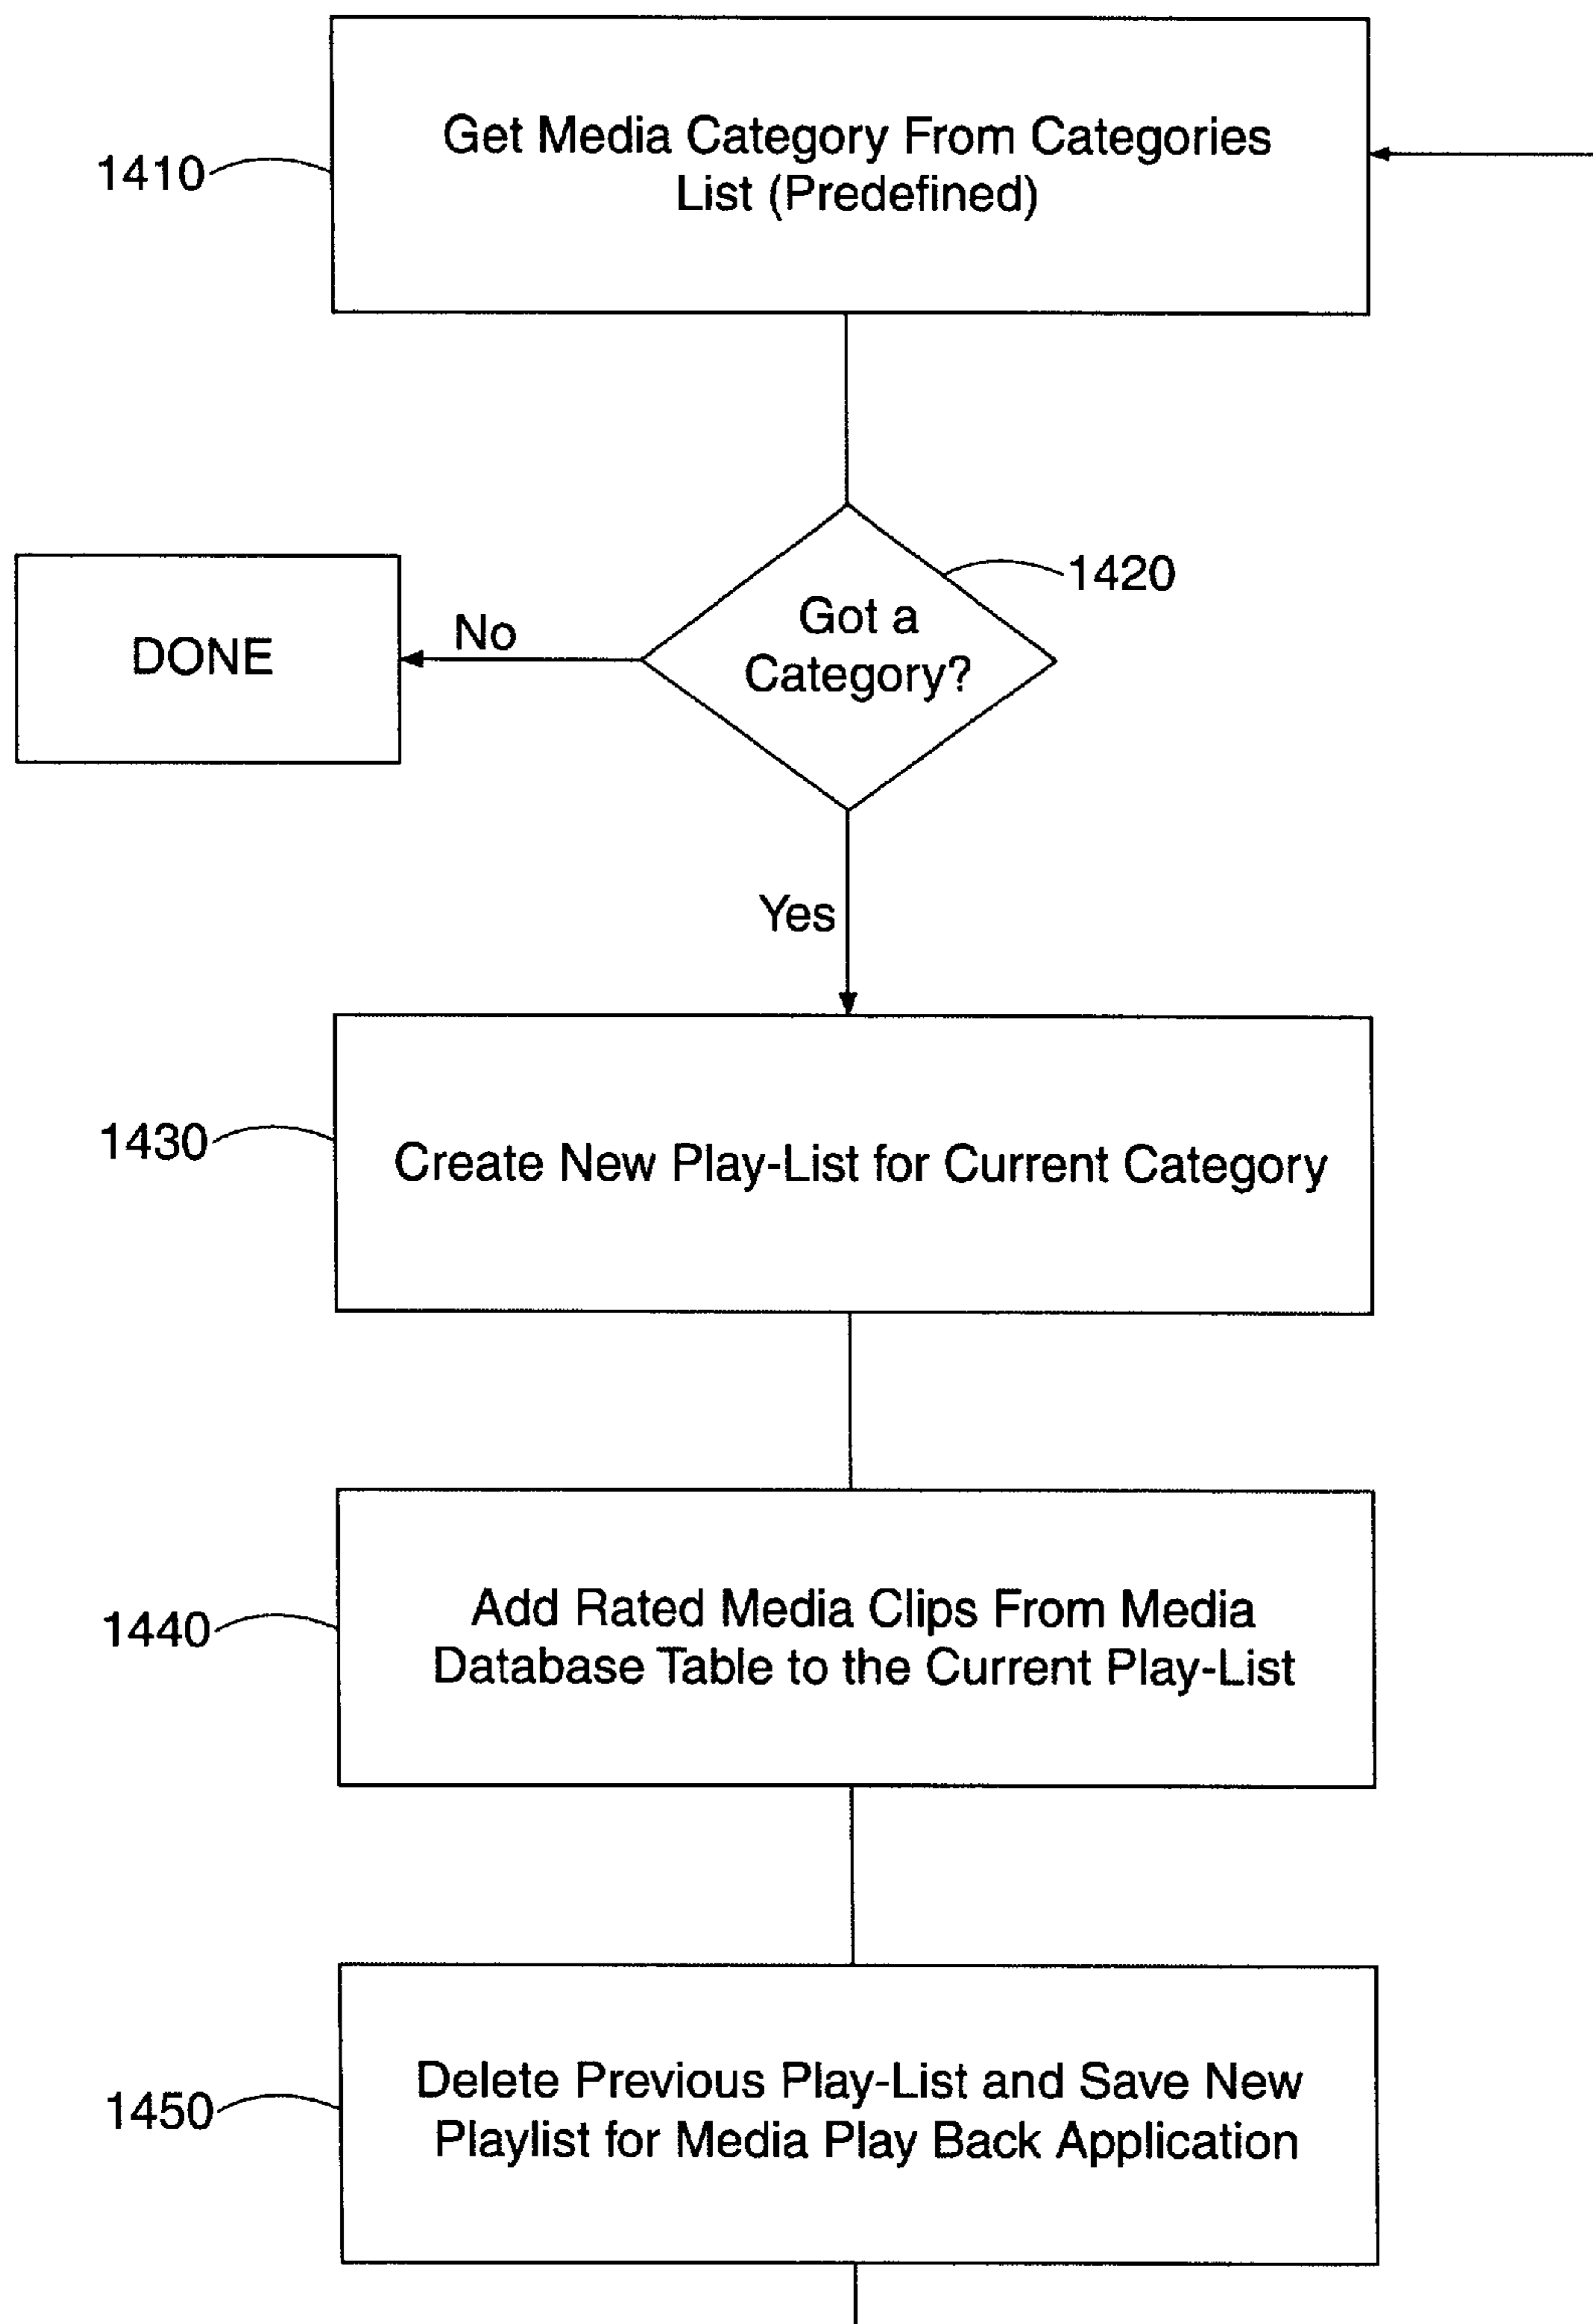 Get Media Category From Categories
List (Predefined)
1410
1420
Got a
Category?
No
DONE
Yes
1430
Create New Play-List for Current Category
1440
Add Rated Media Clips From Media
Database Table to the Current Play-List
1450
Delete Previous Play-List and Save New
Playlist for Media Play Back Application